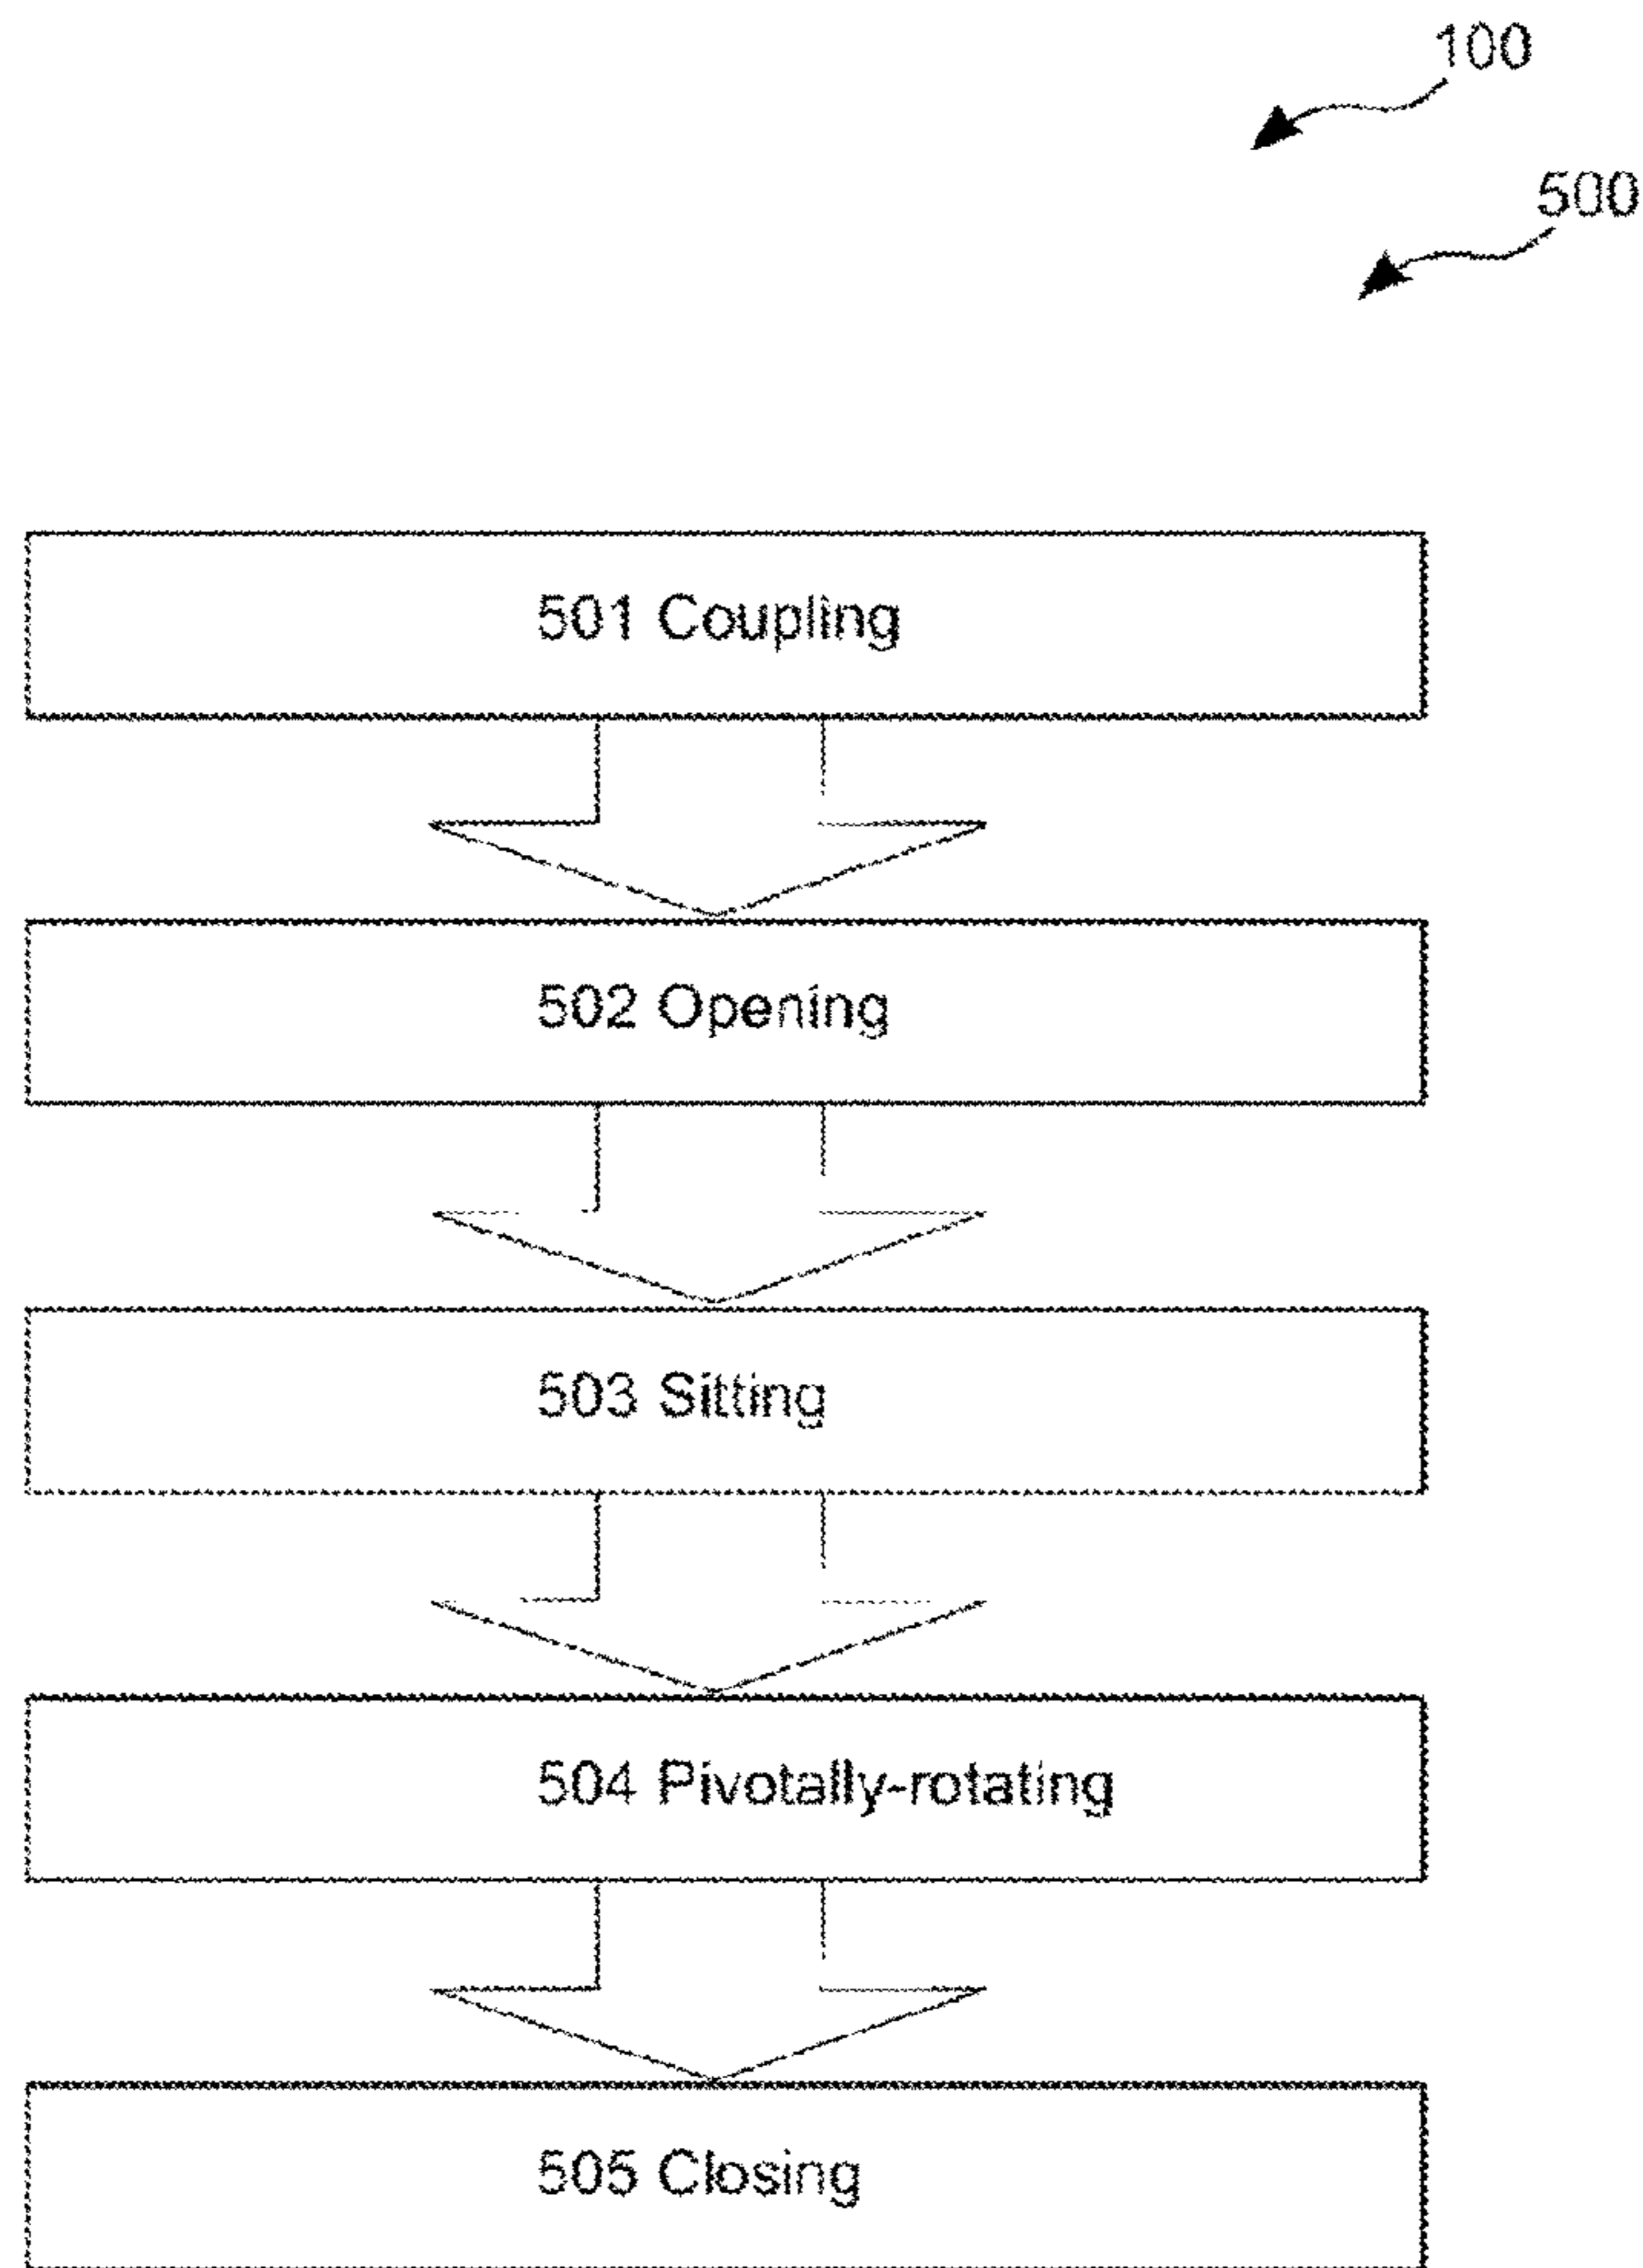 100
500
501 Coupling
502 Opening
503 Sitting
504 Pivotally-rotating
505 Closing